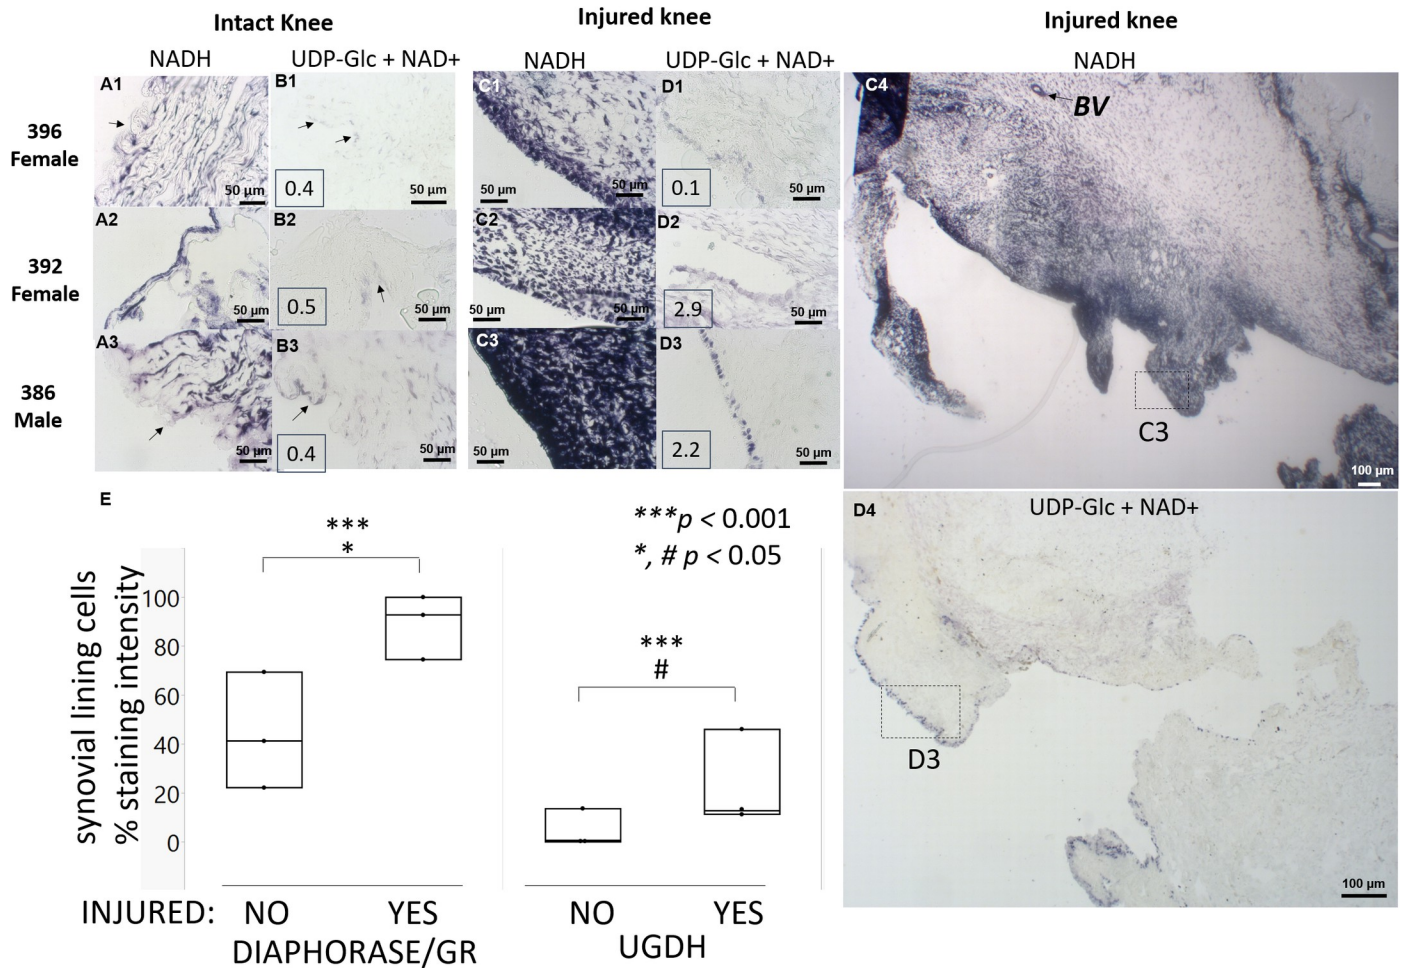 Intact Knee
Injured knee
Injured knee
NADH
UDP-Glc + NAD+
NADH
UDP-Glc + NAD+
NADH
396
Female
A1
50 µm
B1
0.4
50 µm
C1
50 µm
50 µm
D1
0.1
50 µm
392
Female
A2
50 µm
B2
0.5
50 µm
C2
50 µm
50 µm
D2
2.9
50 µm
386
Male
A3
50 µm
B3
0.4
50 µm
C3
50 µm
50 µm
D3
2.2
50 µm
C4
BV
C3
100 µm
D4
UDP-Glc + NAD+
D3
100 µm
E
***
*
***p < 0.001
*, # p < 0.05
***
#
synovial lining cells
% staining intensity
100
80
60
40
20
0
INJURED: NO YES NO YES
DIAPHORASE/GR UGDH